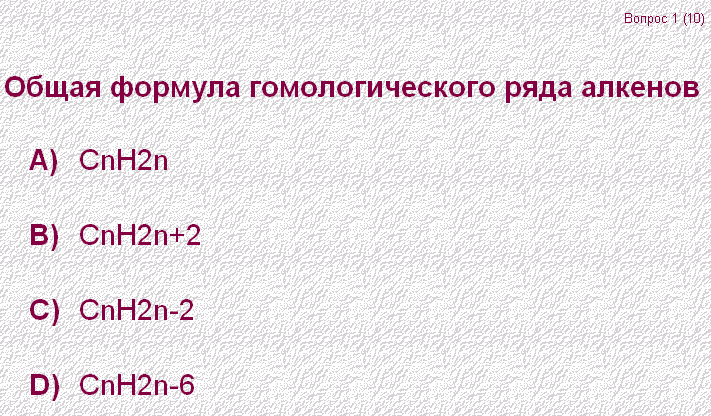 Вопрос 1 (10)
Общая формула гомологического ряда алкенов
A) CnH2n
B) CnH2n+2
C) CnH2n-2
D) CnH2n-6